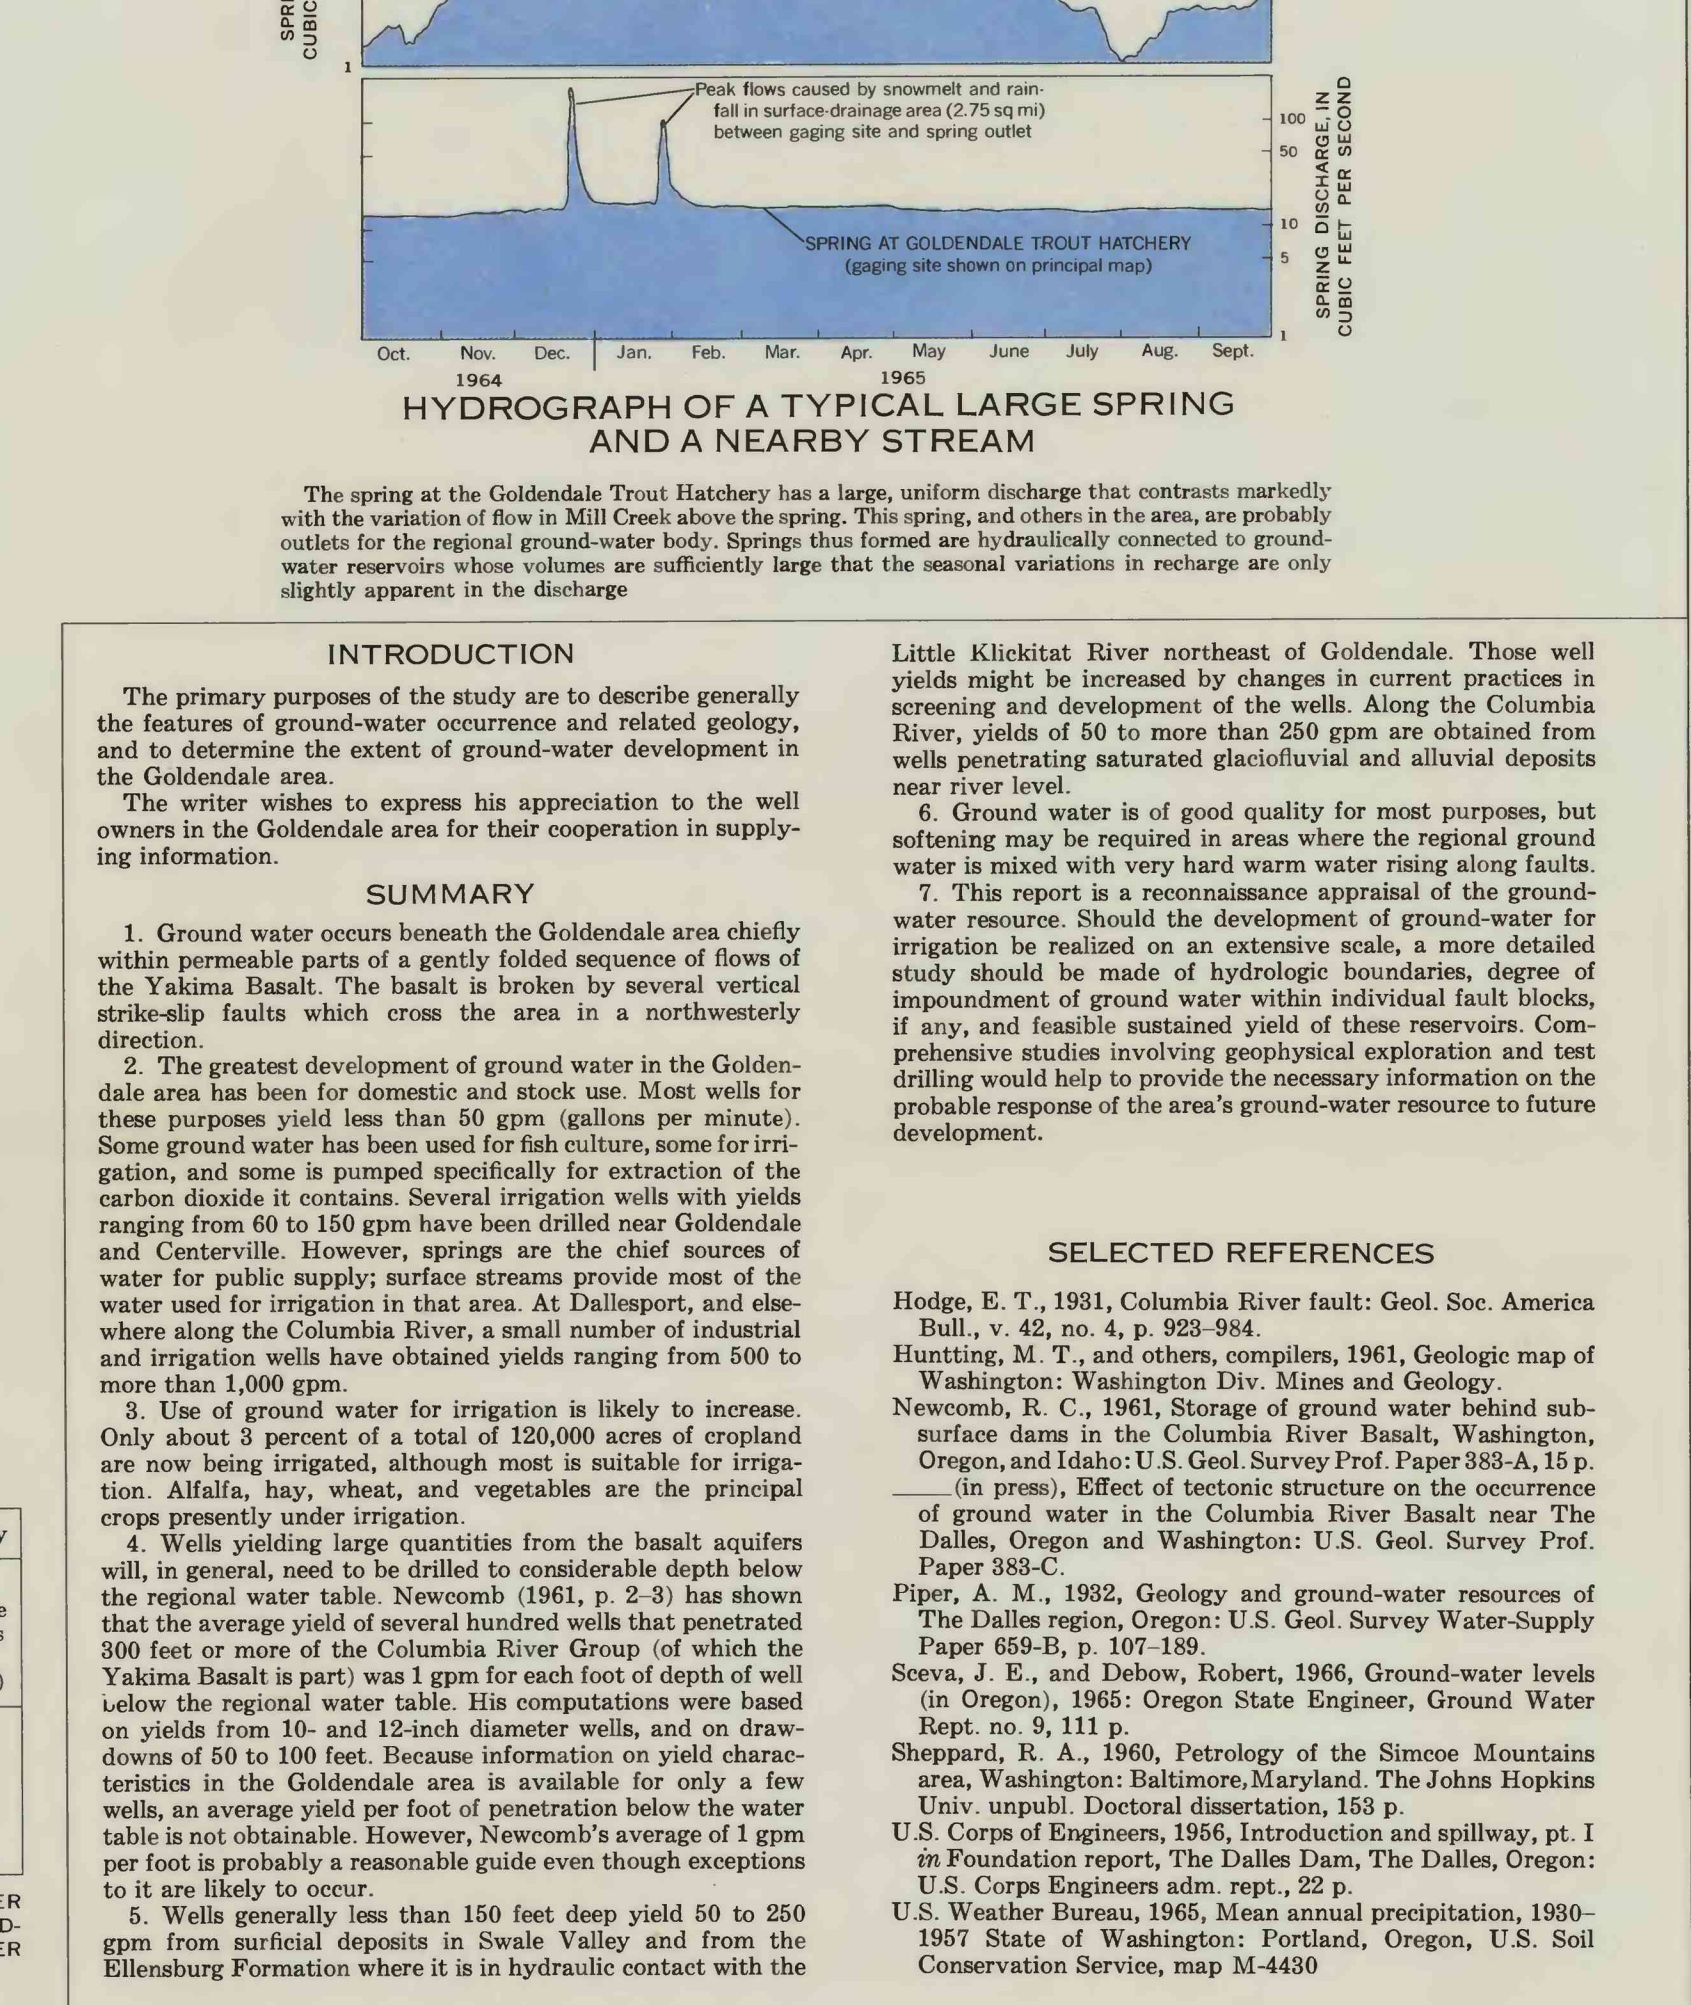 SPRI
CUBIC
1
Peak flows caused by snowmelt and rain-
fall in surface-drainage area (2.75 sq mi)
between gaging site and spring outlet
100
50
10
5
1
SPRING DISCHARGE, IN
CUBIC FEET PER SECOND
SPRING AT GOLDENDALE TROUT HATCHERY
(gaging site shown on principal map)
Oct. Nov. Dec. Jan. Feb. Mar. Apr. May June July Aug. Sept.
1964 1965
HYDROGRAPH OF A TYPICAL LARGE SPRING
AND A NEARBY STREAM
The spring at the Goldendale Trout Hatchery has a large, uniform discharge that contrasts markedly
with the variation of flow in Mill Creek above the spring. This spring, and others in the area, are probably
outlets for the regional ground-water body. Springs thus formed are hydraulically connected to ground-
water reservoirs whose volumes are sufficiently large that the seasonal variations in recharge are only
slightly apparent in the discharge
INTRODUCTION
The primary purposes of the study are to describe generally
the features of ground-water occurrence and related geology,
and to determine the extent of ground-water development in
the Goldendale area.
The writer wishes to express his appreciation to the well
owners in the Goldendale area for their cooperation in supply-
ing information.
SUMMARY
1. Ground water occurs beneath the Goldendale area chiefly
within permeable parts of a gently folded sequence of flows of
the Yakima Basalt. The basalt is broken by several vertical
strike-slip faults which cross the area in a northwesterly
direction.
2. The greatest development of ground water in the Golden-
dale area has been for domestic and stock use. Most wells for
these purposes yield less than 50 gpm (gallons per minute).
Some ground water has been used for fish culture, some for irri-
gation, and some is pumped specifically for extraction of the
carbon dioxide it contains. Several irrigation wells with yields
ranging from 60 to 150 gpm have been drilled near Goldendale
and Centerville. However, springs are the chief sources of
water for public supply; surface streams provide most of the
water used for irrigation in that area. At Dallesport, and else-
where along the Columbia River, a small number of industrial
and irrigation wells have obtained yields ranging from 500 to
more than 1,000 gpm.
3. Use of ground water for irrigation is likely to increase.
Only about 3 percent of a total of 120,000 acres of cropland
are now being irrigated, although most is suitable for irriga-
tion. Alfalfa, hay, wheat, and vegetables are the principal
crops presently under irrigation.
4. Wells yielding large quantities from the basalt aquifers
will, in general, need to be drilled to considerable depth below
the regional water table. Newcomb (1961, p. 2–3) has shown
that the average yield of several hundred wells that penetrated
300 feet or more of the Columbia River Group (of which the
Yakima Basalt is part) was 1 gpm for each foot of depth of well
below the regional water table. His computations were based
on yields from 10- and 12-inch diameter wells, and on draw-
downs of 50 to 100 feet. Because information on yield charac-
teristics in the Goldendale area is available for only a few
wells, an average yield per foot of penetration below the water
table is not obtainable. However, Newcomb's average of 1 gpm
per foot is probably a reasonable guide even though exceptions
to it are likely to occur.
5. Wells generally less than 150 feet deep yield 50 to 250
gpm from surficial deposits in Swale Valley and from the
Ellensburg Formation where it is in hydraulic contact with the
Little Klickitat River northeast of Goldendale. Those well
yields might be increased by changes in current practices in
screening and development of the wells. Along the Columbia
River, yields of 50 to more than 250 gpm are obtained from
wells penetrating saturated glaciofluvial and alluvial deposits
near river level.
6. Ground water is of good quality for most purposes, but
softening may be required in areas where the regional ground
water is mixed with very hard warm water rising along faults.
7. This report is a reconnaissance appraisal of the ground-
water resource. Should the development of ground-water for
irrigation be realized on an extensive scale, a more detailed
study should be made of hydrologic boundaries, degree of
impoundment of ground water within individual fault blocks,
if any, and feasible sustained yield of these reservoirs. Com-
prehensive studies involving geophysical exploration and test
drilling would help to provide the necessary information on the
probable response of the area's ground-water resource to future
development.
SELECTED REFERENCES
Hodge, E. T., 1931, Columbia River fault: Geol. Soc. America
Bull., v. 42, no. 4, p. 923–984.
Huntting, M. T., and others, compilers, 1961, Geologic map of
Washington: Washington Div. Mines and Geology.
Newcomb, R. C., 1961, Storage of ground water behind sub-
surface dams in the Columbia River Basalt, Washington,
Oregon, and Idaho: U.S. Geol. Survey Prof. Paper 383-A, 15 p.
____(in press), Effect of tectonic structure on the occurrence
of ground water in the Columbia River Basalt near The
Dalles, Oregon and Washington: U.S. Geol. Survey Prof.
Paper 383-C.
Piper, A. M., 1932, Geology and ground-water resources of
The Dalles region, Oregon: U.S. Geol. Survey Water-Supply
Paper 659-B, p. 107–189.
Sceva, J. E., and Debow, Robert, 1966, Ground-water levels
(in Oregon), 1965: Oregon State Engineer, Ground Water
Rept. no. 9, 111 p.
Sheppard, R. A., 1960, Petrology of the Simcoe Mountains
area, Washington: Baltimore, Maryland. The Johns Hopkins
Univ. unpubl. Doctoral dissertation, 153 p.
U.S. Corps of Engineers, 1956, Introduction and spillway, pt. I
in Foundation report, The Dalles Dam, The Dalles, Oregon:
U.S. Corps Engineers adm. rept., 22 p.
U.S. Weather Bureau, 1965, Mean annual precipitation, 1930–
1957 State of Washington: Portland, Oregon, U.S. Soil
Conservation Service, map M-4430